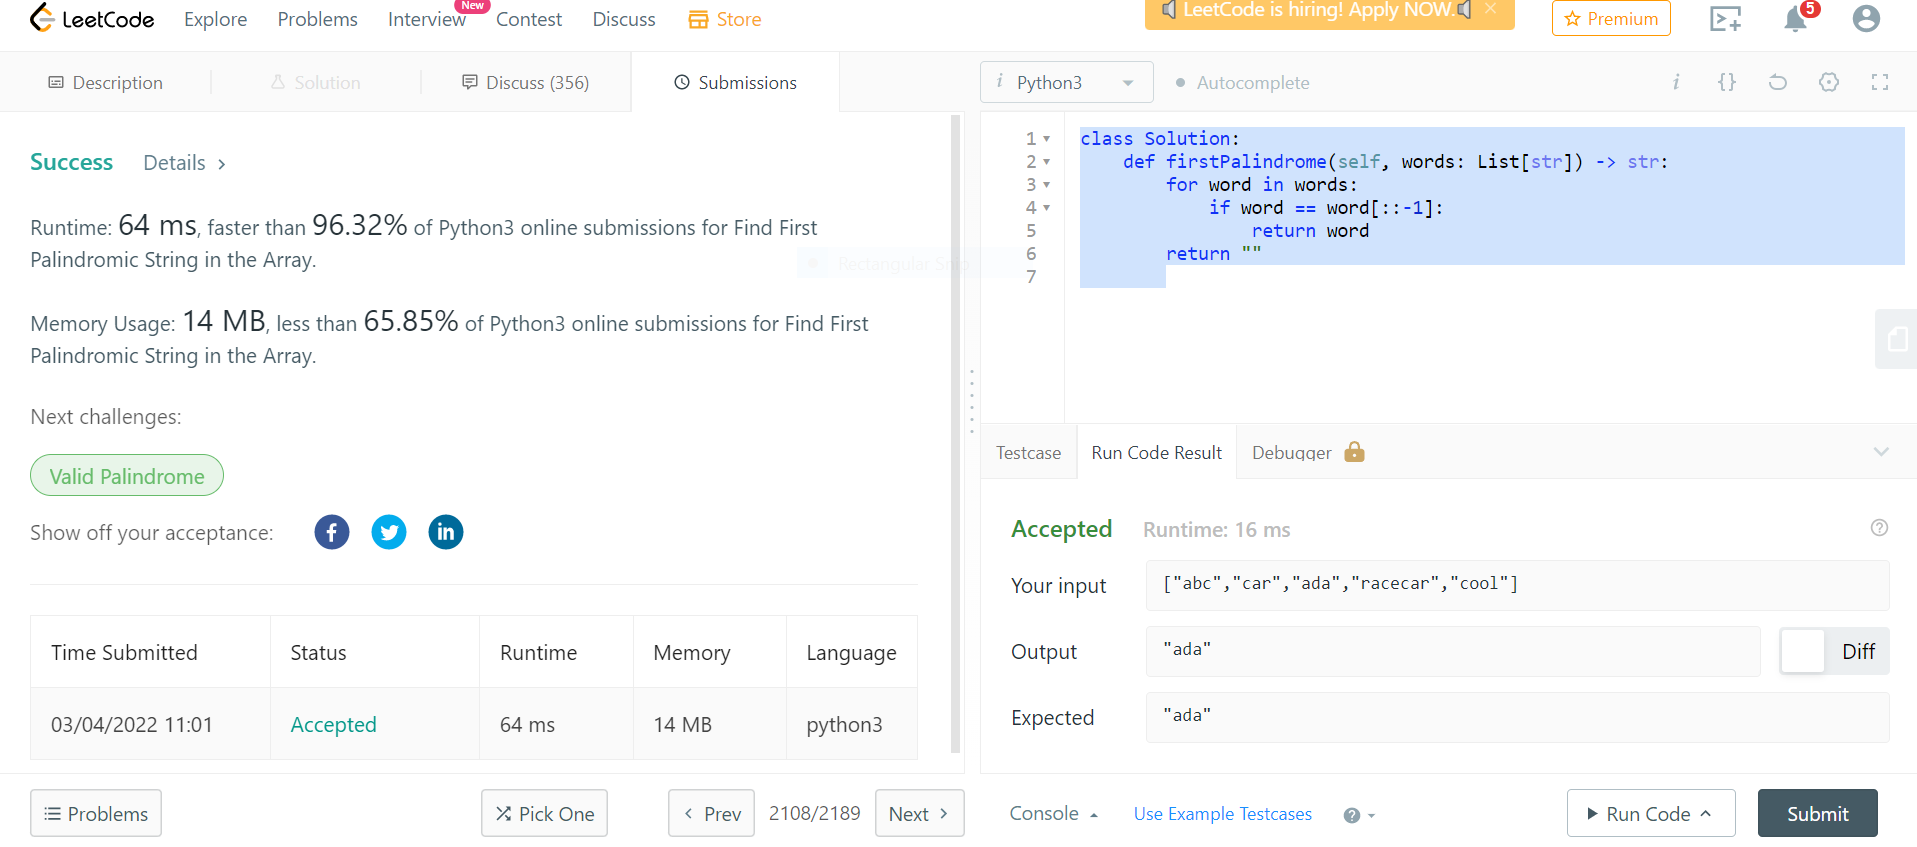 LeetCode Explore Problems Interview New Contest Discuss Store LeetCode is hiring! Apply NOW. Premium 5
Description Solution Discuss (356) Submissions
Success Details
Runtime: 64 ms, faster than 96.32% of Python3 online submissions for Find First
Palindromic String in the Array.
Memory Usage: 14 MB, less than 65.85% of Python3 online submissions for Find First
Palindromic String in the Array.
Next challenges:
Valid Palindrome
Show off your acceptance:
Time Submitted Status Runtime Memory Language
03/04/2022 11:01 Accepted 64 ms 14 MB python3
Problems Pick One Prev 2108/2189 Next
i Python3 Autocomplete i {}
1 class Solution:
2 def firstPalindrome(self, words: List[str]) -> str:
3 for word in words:
4 if word == word[::-1]:
5 return word
6 return ""
7
Rectangular Snip
Testcase Run Code Result Debugger
Accepted Runtime: 16 ms
Your input ["abc","car","ada","racecar","cool"]
Output "ada" Diff
Expected "ada"
Console Use Example Testcases Run Code Submit